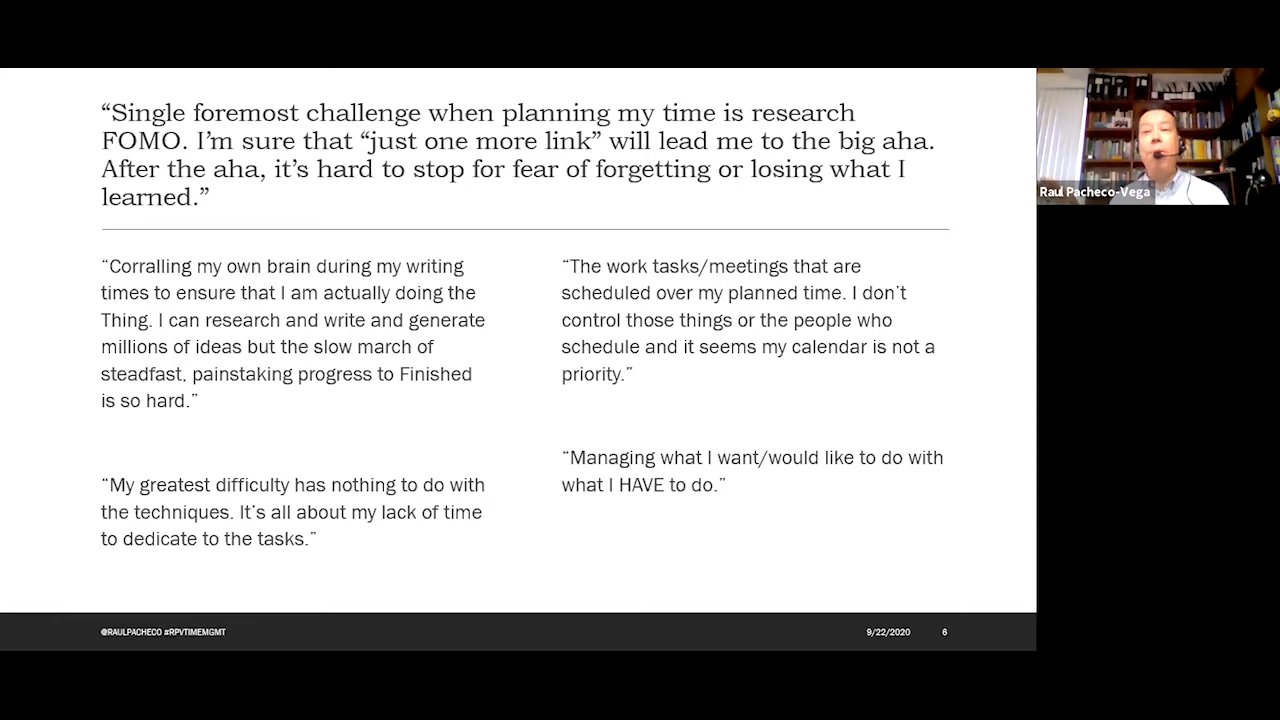 “Single foremost challenge when planning my time is research
FOMO. I’m sure that “just one more link” will lead me to the big aha.
After the aha, it’s hard to stop for fear of forgetting or losing what I
learned.”
“Corralling my own brain during my writing
times to ensure that I am actually doing the
Thing. I can research and write and generate
millions of ideas but the slow march of
steadfast, painstaking progress to Finished
is so hard.”
“My greatest difficulty has nothing to do with
the techniques. It’s all about my lack of time
to dedicate to the tasks.”
“The work tasks/meetings that are
scheduled over my planned time. I don’t
control those things or the people who
schedule and it seems my calendar is not a
priority.”
“Managing what I want/would like to do with
what I HAVE to do.”
@RAULPACHECO #RPVTIMEMGMT
9/22/2020
6
Raul Pacheco-Vega